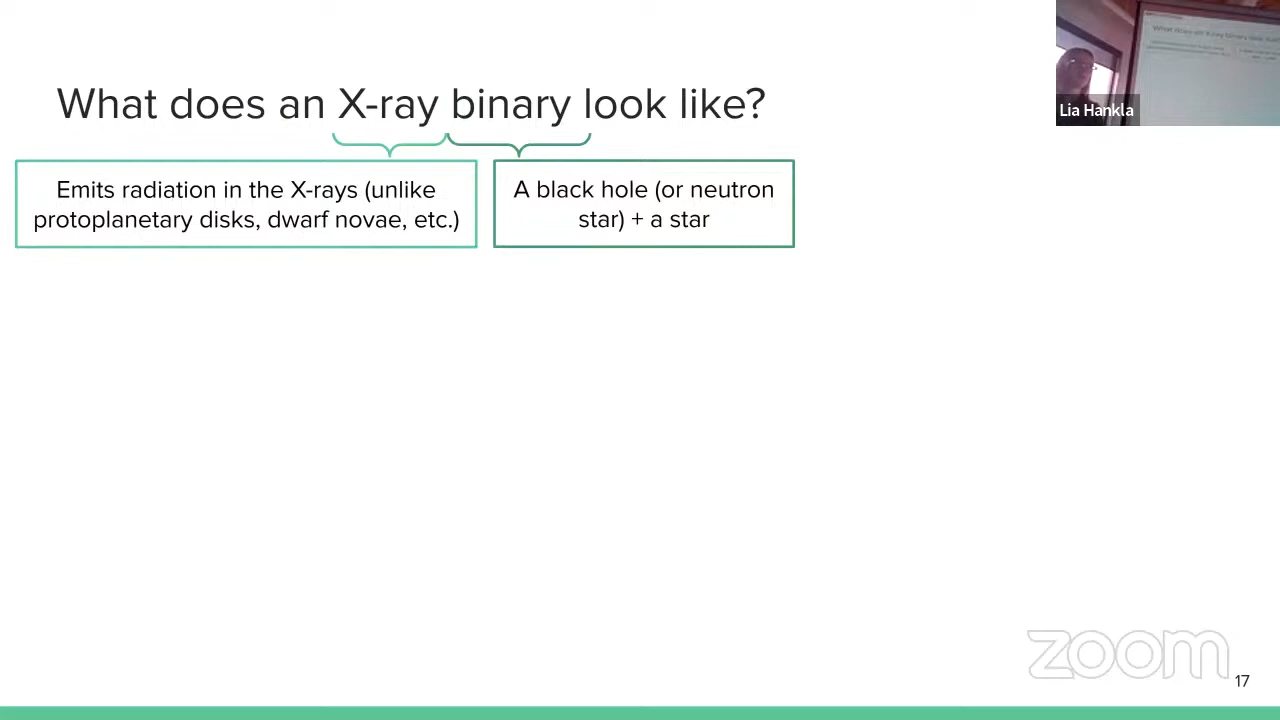 What does an X-ray binary look like?
Emits radiation in the X-rays (unlike
protoplanetary disks, dwarf novae, etc.)
A black hole (or neutron
star) + a star
Lia Hankla
zoom
17